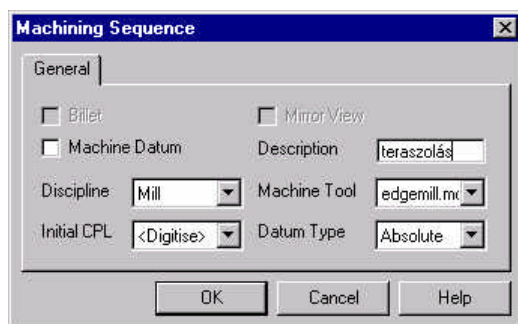 Machining Sequence
General
Billet Mirror View
Machine Datum Description teraszolás
Discipline Mill Machine Tool edgemill.mc
Initial CPL <Digitise> Datum Type Absolute
OK Cancel Help